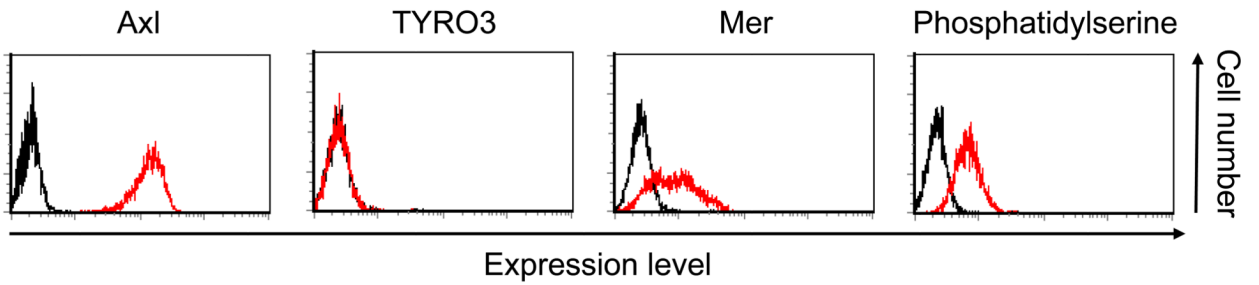 Axl
TYRO3
Mer
Phosphatidylserine
Cell number
Expression level